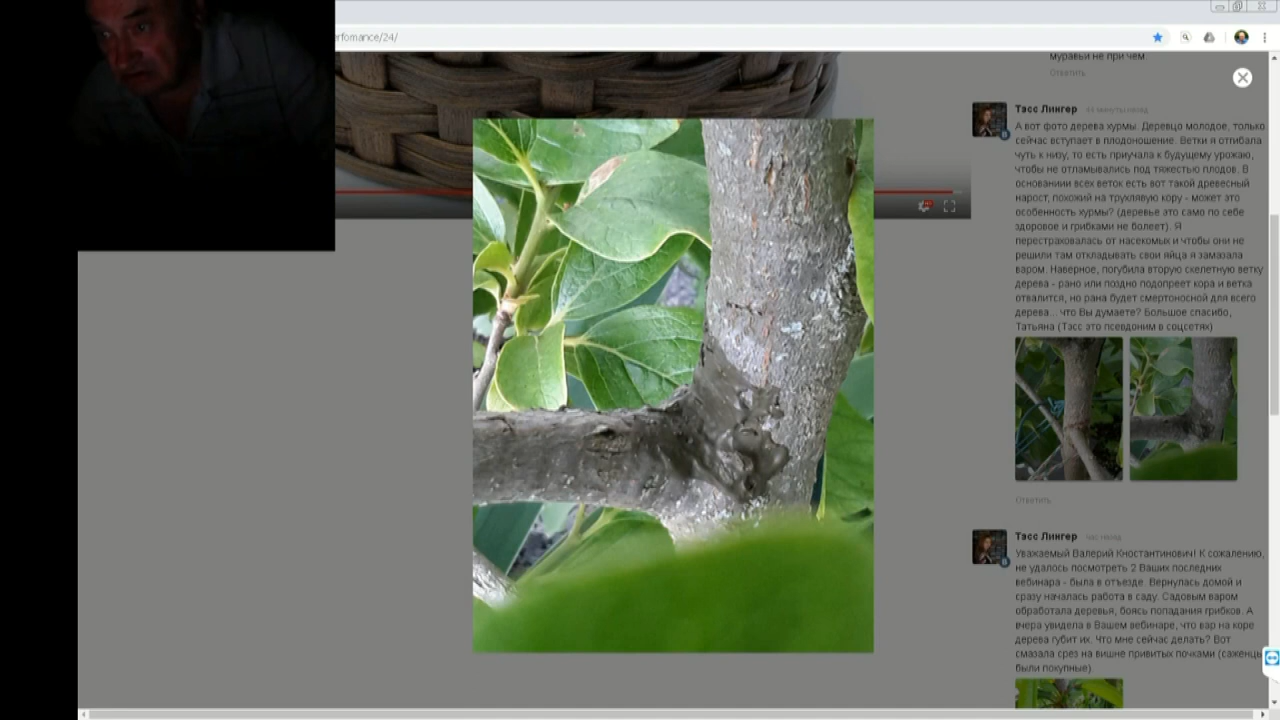 erfomance/24/
муравьи не при чем
Ответить
Тэсс Лингер 44 минуты назад
А вот фото дерева хурмы. Деревцо молодое, только
сейчас вступает в плодоношение. Ветки я отгибала
чуть к низу, то есть приучала к будущему урожаю,
чтобы не отламывались под тяжестью плодов. В
основаниии всех веток есть вот такой древесный
нарост, похожий на трухлявую кору - может это
особенность хурмы? (деревье это само по себе
здоровое и грибками не болеет). Я
перестраховалась от насекомых и чтобы они не
решили там откладывать свои яйца я замазала
варом. Наверное, погубила вторую скелетную ветку
дерева - рано или поздно подопреет кора и ветка
отвалится, но рана будет смертоносной для всего
дерева... что Вы думаете? Большое спасибо,
Татьяна (Тэсс это псевдоним в соцсетях)
Ответить
Тэсс Лингер час назад
Уважаемый Валерий Кностантинович! К сожалению,
не удалось посмотреть 2 Ваших последних
вебинара - была в отъезде. Вернулась домой и
сразу началась работа в саду. Садовым варом
обработала деревья, боясь попадания грибков. А
вчера увидела в Вашем вебинаре, что вар на коре
дерева губит их. Что мне сейчас делать? Вот
смазала срез на вишне привитых почками (саженцы
были покупные)